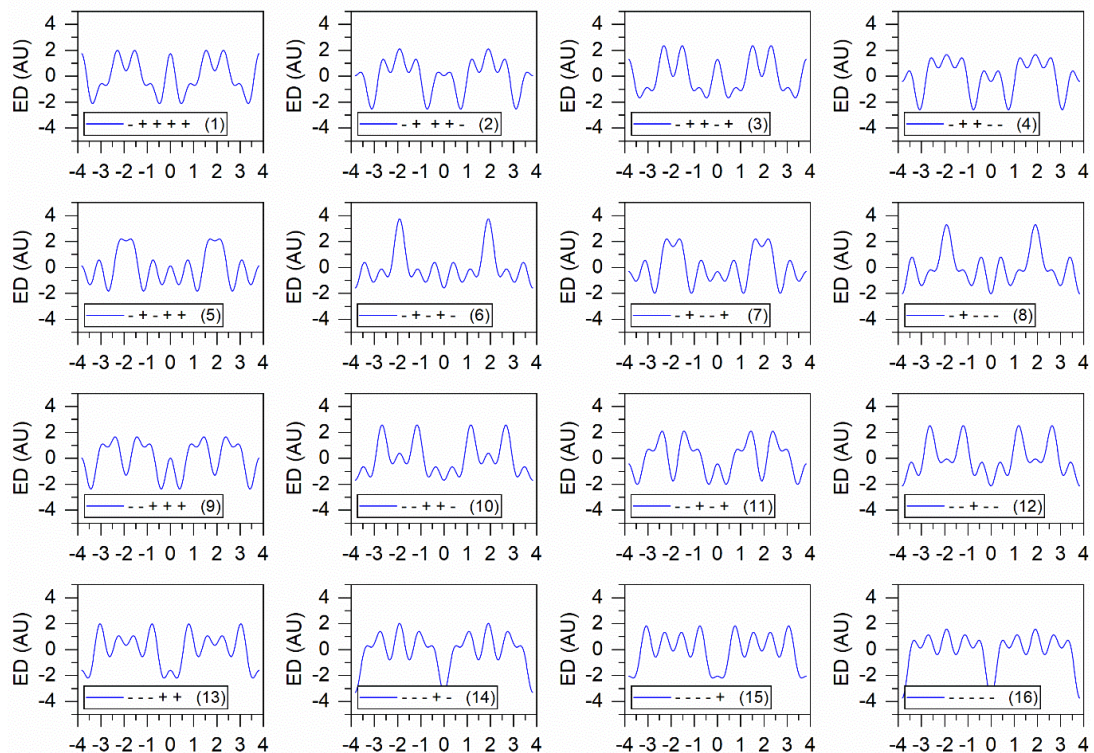 ED (AU)
4
2
0
-2
-4
- + + + + (1)
-4 -3 -2 -1 0 1 2 3 4
ED (AU)
4
2
0
-2
-4
- + + + - (2)
-4 -3 -2 -1 0 1 2 3 4
ED (AU)
4
2
0
-2
-4
- + + - + (3)
-4 -3 -2 -1 0 1 2 3 4
ED (AU)
4
2
0
-2
-4
- + + - - (4)
-4 -3 -2 -1 0 1 2 3 4
ED (AU)
4
2
0
-2
-4
- + - + + (5)
-4 -3 -2 -1 0 1 2 3 4
ED (AU)
4
2
0
-2
-4
- + - + - (6)
-4 -3 -2 -1 0 1 2 3 4
ED (AU)
4
2
0
-2
-4
- + - - + (7)
-4 -3 -2 -1 0 1 2 3 4
ED (AU)
4
2
0
-2
-4
- + - - - (8)
-4 -3 -2 -1 0 1 2 3 4
ED (AU)
4
2
0
-2
-4
- - + + + (9)
-4 -3 -2 -1 0 1 2 3 4
ED (AU)
4
2
0
-2
-4
- - + + - (10)
-4 -3 -2 -1 0 1 2 3 4
ED (AU)
4
2
0
-2
-4
- - + - + (11)
-4 -3 -2 -1 0 1 2 3 4
ED (AU)
4
2
0
-2
-4
- - + - - (12)
-4 -3 -2 -1 0 1 2 3 4
ED (AU)
4
2
0
-2
-4
- - - + + (13)
-4 -3 -2 -1 0 1 2 3 4
ED (AU)
4
2
0
-2
-4
- - - + - (14)
-4 -3 -2 -1 0 1 2 3 4
ED (AU)
4
2
0
-2
-4
- - - - + (15)
-4 -3 -2 -1 0 1 2 3 4
ED (AU)
4
2
0
-2
-4
- - - - - (16)
-4 -3 -2 -1 0 1 2 3 4